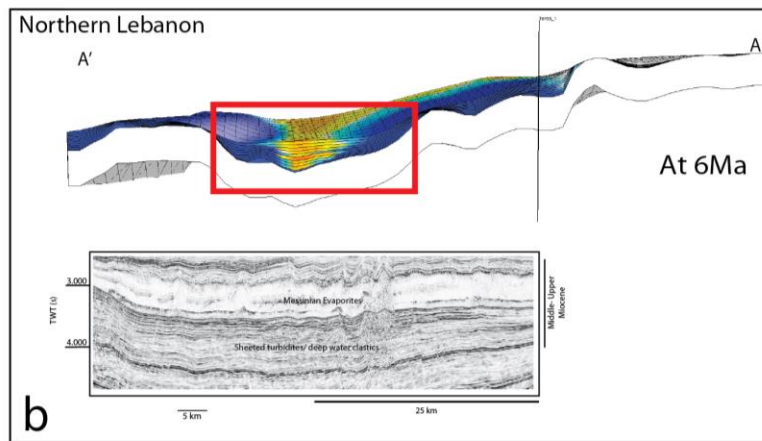 Northern Lebanon
A'
A
At 6Ma
TWT (s)
3.000
4.000
Messinian Evaporites
Sheeted turbidites/ deep water clastics
Middle- Upper
Miocene
b
5 km
25 km